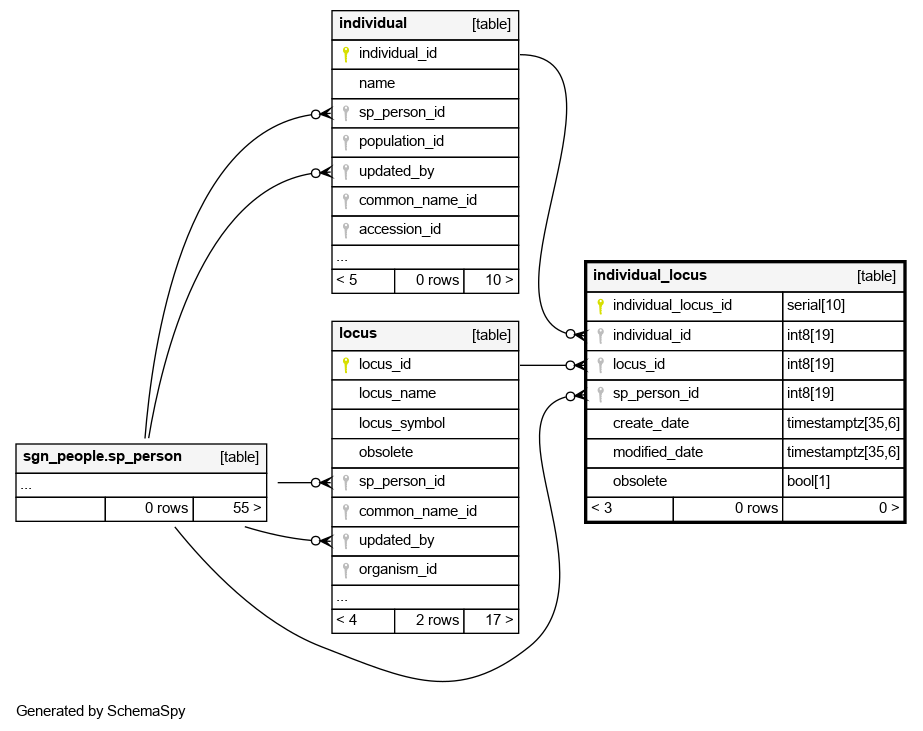 individual [table]
individual_id
name
sp_person_id
population_id
updated_by
common_name_id
accession_id
...
< 5 0 rows 10 >
locus [table]
locus_id
locus_name
locus_symbol
obsolete
sp_person_id
common_name_id
updated_by
organism_id
...
< 4 2 rows 17 >
sgn_people.sp_person [table]
...
0 rows 55 >
individual_locus [table]
individual_locus_id serial[10]
individual_id int8[19]
locus_id int8[19]
sp_person_id int8[19]
create_date timestamptz[35,6]
modified_date timestamptz[35,6]
obsolete bool[1]
< 3 0 rows 0 >
Generated by SchemaSpy